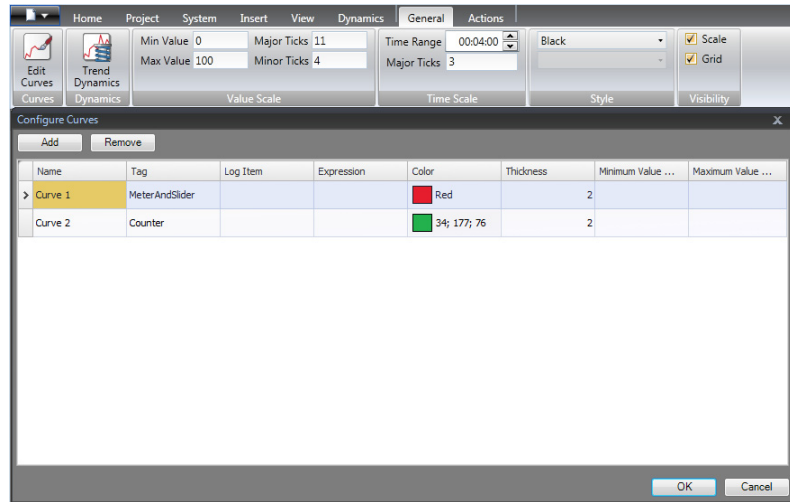 Home Project System Insert View Dynamics General Actions
Min Value 0 Major Ticks 11 Time Range 00:04:00 Black Scale
Max Value 100 Minor Ticks 4 Major Ticks 3 Grid
Edit Curves Trend Dynamics
Curves Dynamics Value Scale Time Scale Style Visibility
Configure Curves X
Add Remove
Name Tag Log Item Expression Color Thickness Minimum Value ... Maximum Value ...
Curve 1 MeterAndSlider Red 2
Curve 2 Counter 34; 177; 76 2
OK Cancel